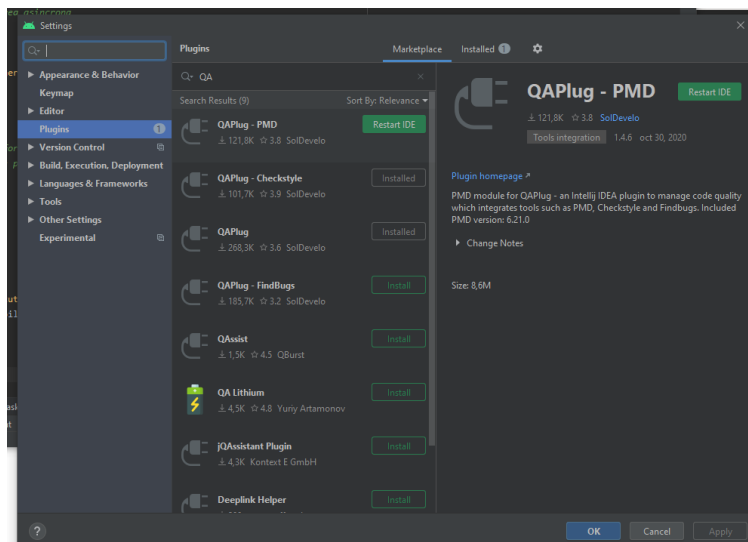 ea asincrona
Settings
Appearance & Behavior
Keymap
Editor
Plugins 1
Version Control
Build, Execution, Deployment
Languages & Frameworks
Tools
Other Settings
Experimental
Plugins
Marketplace
Installed 1
QA
Search Results (9)
Sort By: Relevance
QAPlug - PMD
121,8K 3.8 SolDevelo
Restart IDE
QAPlug - Checkstyle
101,7K 3.9 SolDevelo
Installed
QAPlug
268,3K 3.6 SolDevelo
Installed
QAPlug - FindBugs
185,7K 3.2 SolDevelo
Install
QAssist
1,5K 4.5 QBurst
Install
QA Lithium
4,5K 4.8 Yuriy Artamonov
Install
jQAssistant Plugin
4,3K Kontext E GmbH
Install
Deeplink Helper
Install
QAPlug - PMD
Restart IDE
121,8K 3.8 SolDevelo
Tools integration 1.4.6 oct 30, 2020
Plugin homepage
PMD module for QAPlug - an Intellij IDEA plugin to manage code quality
which integrates tools such as PMD, Checkstyle and Findbugs. Included
PMD version: 6.21.0
Change Notes
Size: 8,6M
?
OK
Cancel
Apply